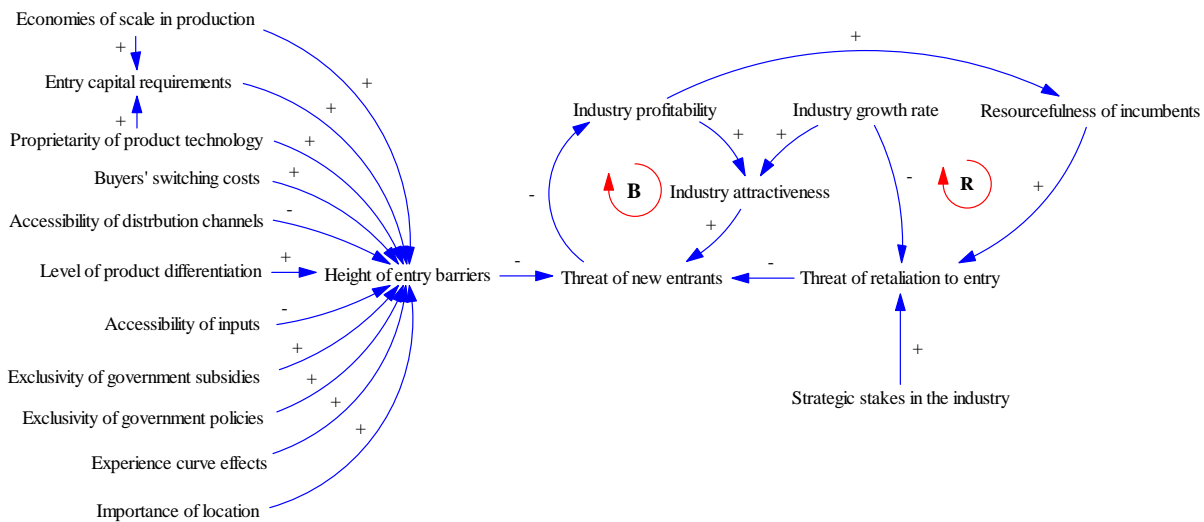 Economies of scale in production
+
+
Entry capital requirements
+
+
Proprietarity of product technology
+
Buyers' switching costs
+
Accessibility of distrbution channels
-
Level of product differentiation
+
Height of entry barriers
Accessibility of inputs
-
Exclusivity of government subsidies
+
Exclusivity of government policies
+
Experience curve effects
+
Importance of location
+
-
+
Industry profitability
Industry growth rate
Resourcefulness of incumbents
+
+
B
R
Industry attractiveness
-
-
+
+
Threat of new entrants
-
Threat of retaliation to entry
+
Strategic stakes in the industry